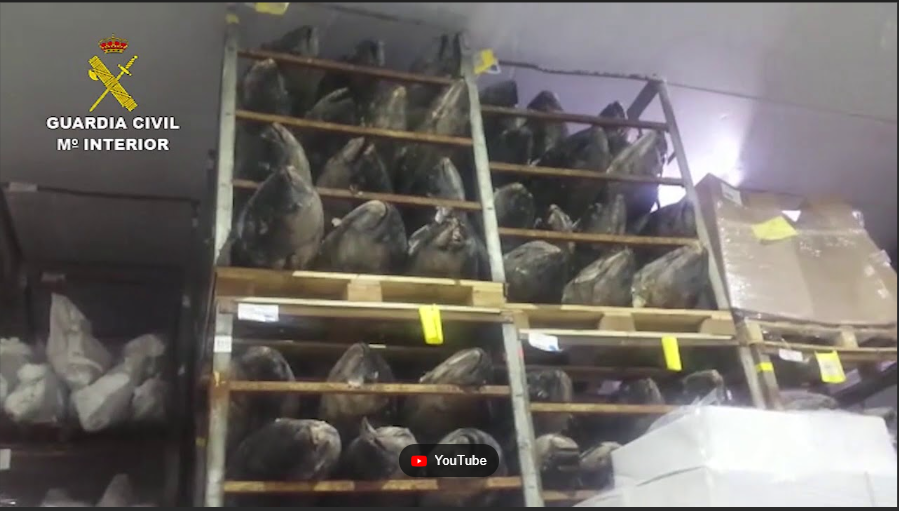 GUARDIA CIVIL
Mº INTERIOR
YouTube